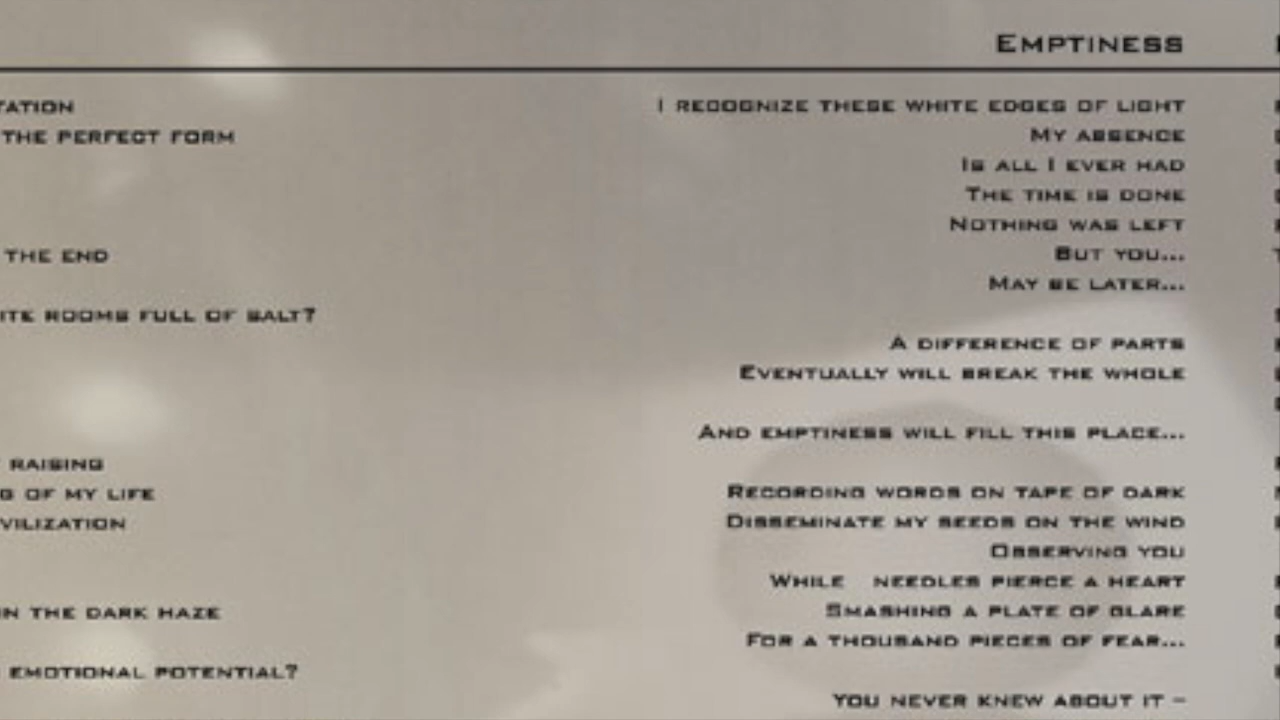 EMPTINESS
TATION
THE PERFECT FORM
THE END
ITE ROOMS FULL OF SALT?
RAISING
G OF MY LIFE
VILIZATION
IN THE DARK HAZE
EMOTIONAL POTENTIAL?
I RECOGNIZE THESE WHITE EDGES OF LIGHT
MY ABSENCE
IS ALL I EVER HAD
THE TIME IS DONE
NOTHING WAS LEFT
BUT YOU...
MAY BE LATER...
A DIFFERENCE OF PARTS
EVENTUALLY WILL BREAK THE WHOLE
AND EMPTINESS WILL FILL THIS PLACE...
RECORDING WORDS ON TAPE OF DARK
DISSEMINATE MY SEEDS ON THE WIND
OBSERVING YOU
WHILE NEEDLES PIERCE A HEART
SMASHING A PLATE OF GLARE
FOR A THOUSAND PIECES OF FEAR...
YOU NEVER KNEW ABOUT IT –